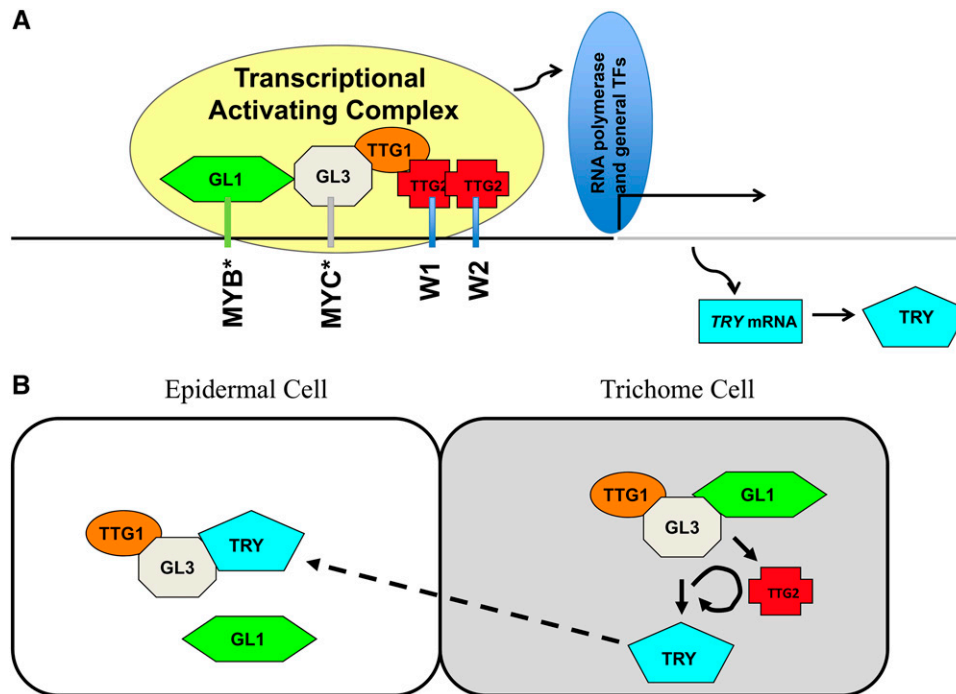 A
Transcriptional
Activating Complex
RNA polymerase
and general TFs
TTG1
GL1
GL3
TTG2
TTG2
MYB*
MYC*
W1
W2
TRY mRNA
TRY
B
Epidermal Cell
Trichome Cell
TTG1
GL3
TRY
GL1
TTG1
GL1
GL3
TTG2
TRY